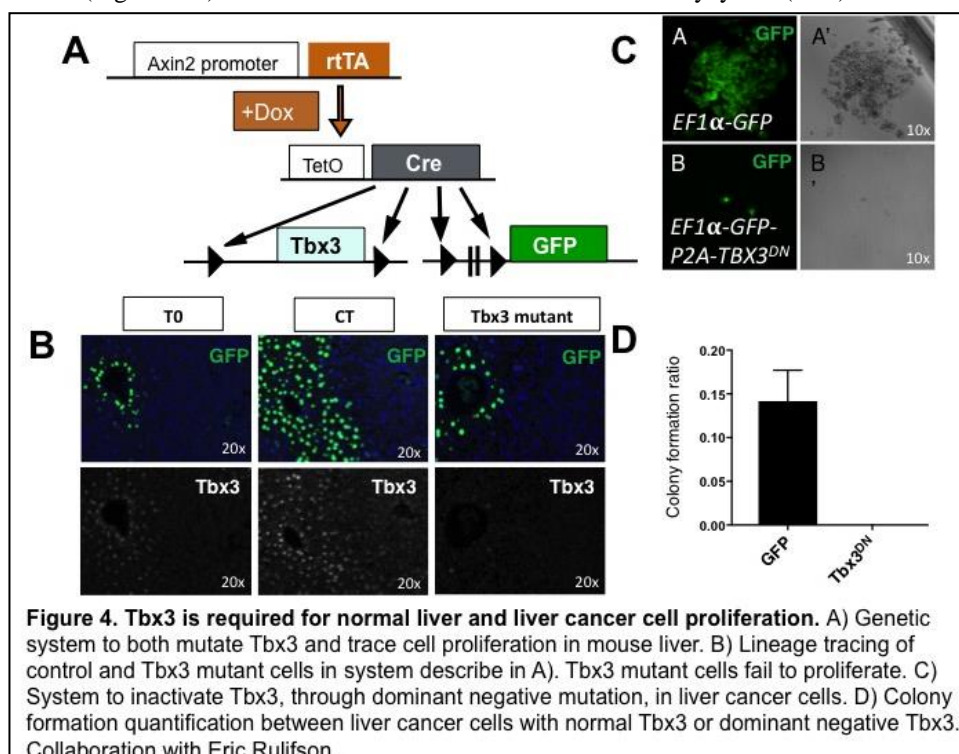 A
Axin2 promoter
rtTA
+Dox
TetO
Cre
Tbx3
GFP
C
A
GFP
A'
EF1α-GFP
10x
B
GFP
B
'
EF1α-GFP-
P2A-TBX3DN
10x
B
T0
CT
Tbx3 mutant
GFP
20x
GFP
20x
GFP
20x
Tbx3
20x
Tbx3
20x
Tbx3
20x
D
Colony formation ratio
0.20
0.15
0.10
0.05
0.00
GFP
Tbx3DN
Figure 4. Tbx3 is required for normal liver and liver cancer cell proliferation. A) Genetic
system to both mutate Tbx3 and trace cell proliferation in mouse liver. B) Lineage tracing of
control and Tbx3 mutant cells in system describe in A). Tbx3 mutant cells fail to proliferate. C)
System to inactivate Tbx3, through dominant negative mutation, in liver cancer cells. D) Colony
formation quantification between liver cancer cells with normal Tbx3 or dominant negative Tbx3.
Collaboration with Eric Rulifson